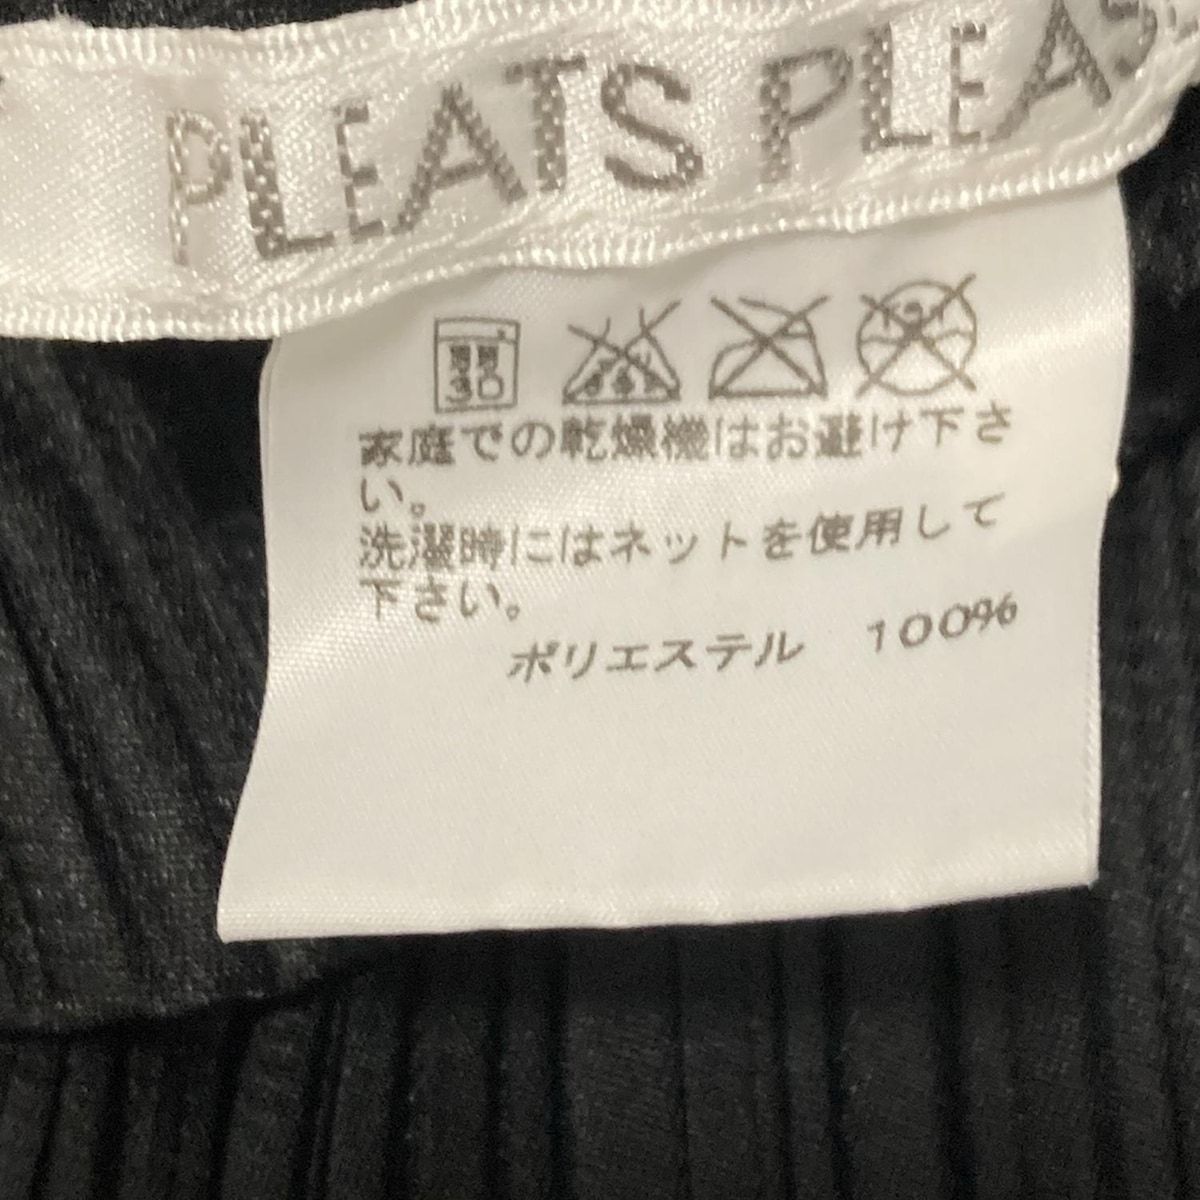 PLEATS PLEAS
30
家庭での乾燥機はお避け下さ
い。
洗濯時にはネットを使用して
下さい。
ポリエステル 100%